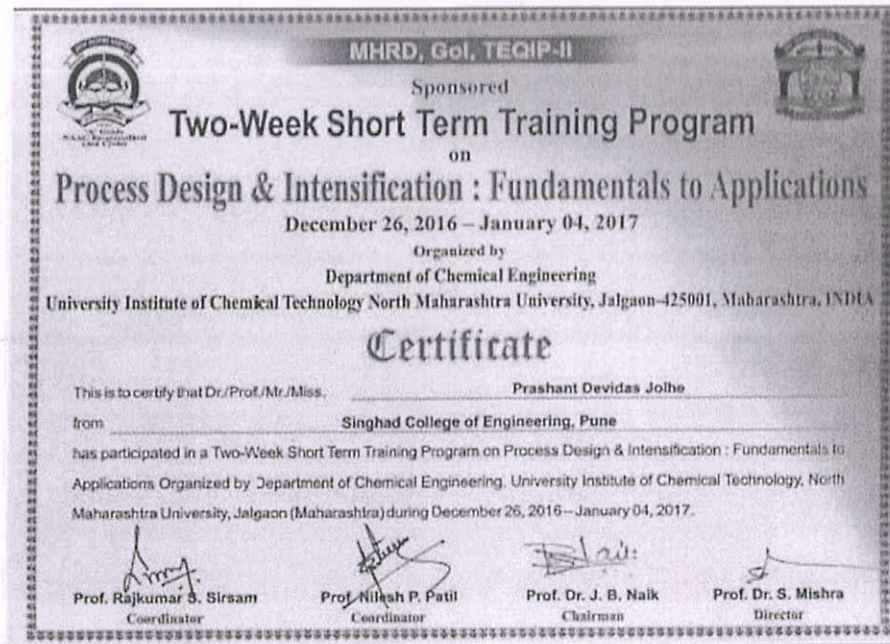 MHRD, GoI, TEQIP-II
Sponsored
Two-Week Short Term Training Program
on
Process Design & Intensification : Fundamentals to Applications
December 26, 2016 – January 04, 2017
Organized by
Department of Chemical Engineering
University Institute of Chemical Technology North Maharashtra University, Jalgaon-425001, Maharashtra, INDIA
Certificate
This is to certify that Dr./Prof./Mr./Miss. Prashant Devidas Jolhe
from Singhad College of Engineering, Pune
has participated in a Two-Week Short Term Training Program on Process Design & Intensification : Fundamentals to
Applications Organized by Department of Chemical Engineering, University Institute of Chemical Technology, North
Maharashtra University, Jalgaon (Maharashtra) during December 26, 2016 – January 04, 2017.
Prof. Rajkumar S. Sirsam Prof. Nilesh P. Patil Prof. Dr. J. B. Naik Prof. Dr. S. Mishra
Coordinator Coordinator Chairman Director